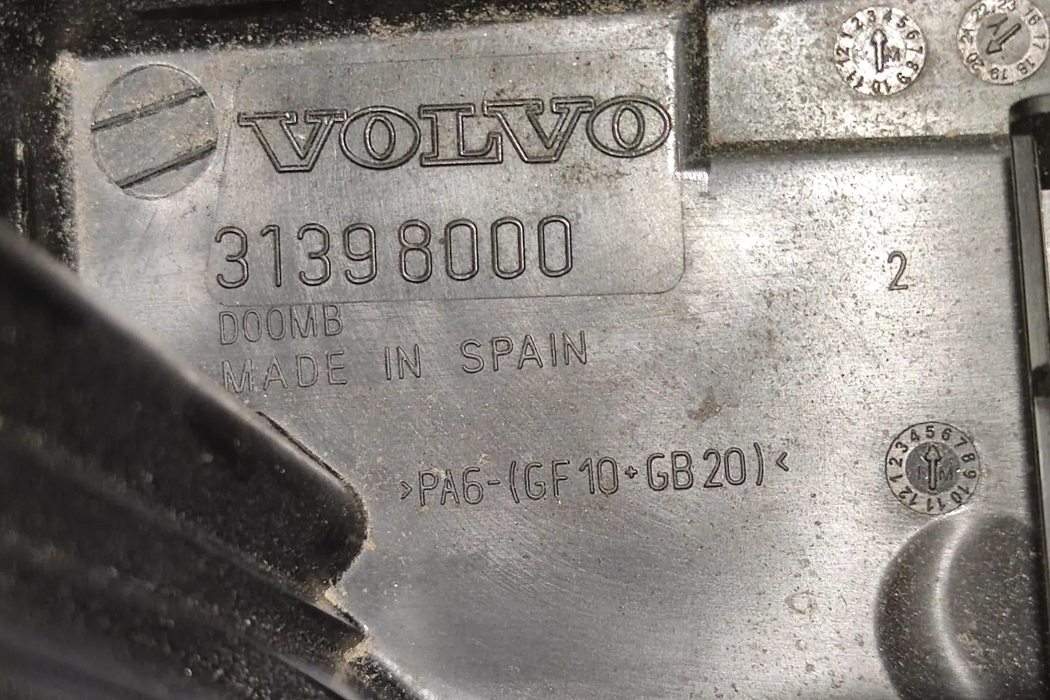 VOLVO
31398000
D00MB
MADE IN SPAIN
2
>PA6-(GF10+GB20)<